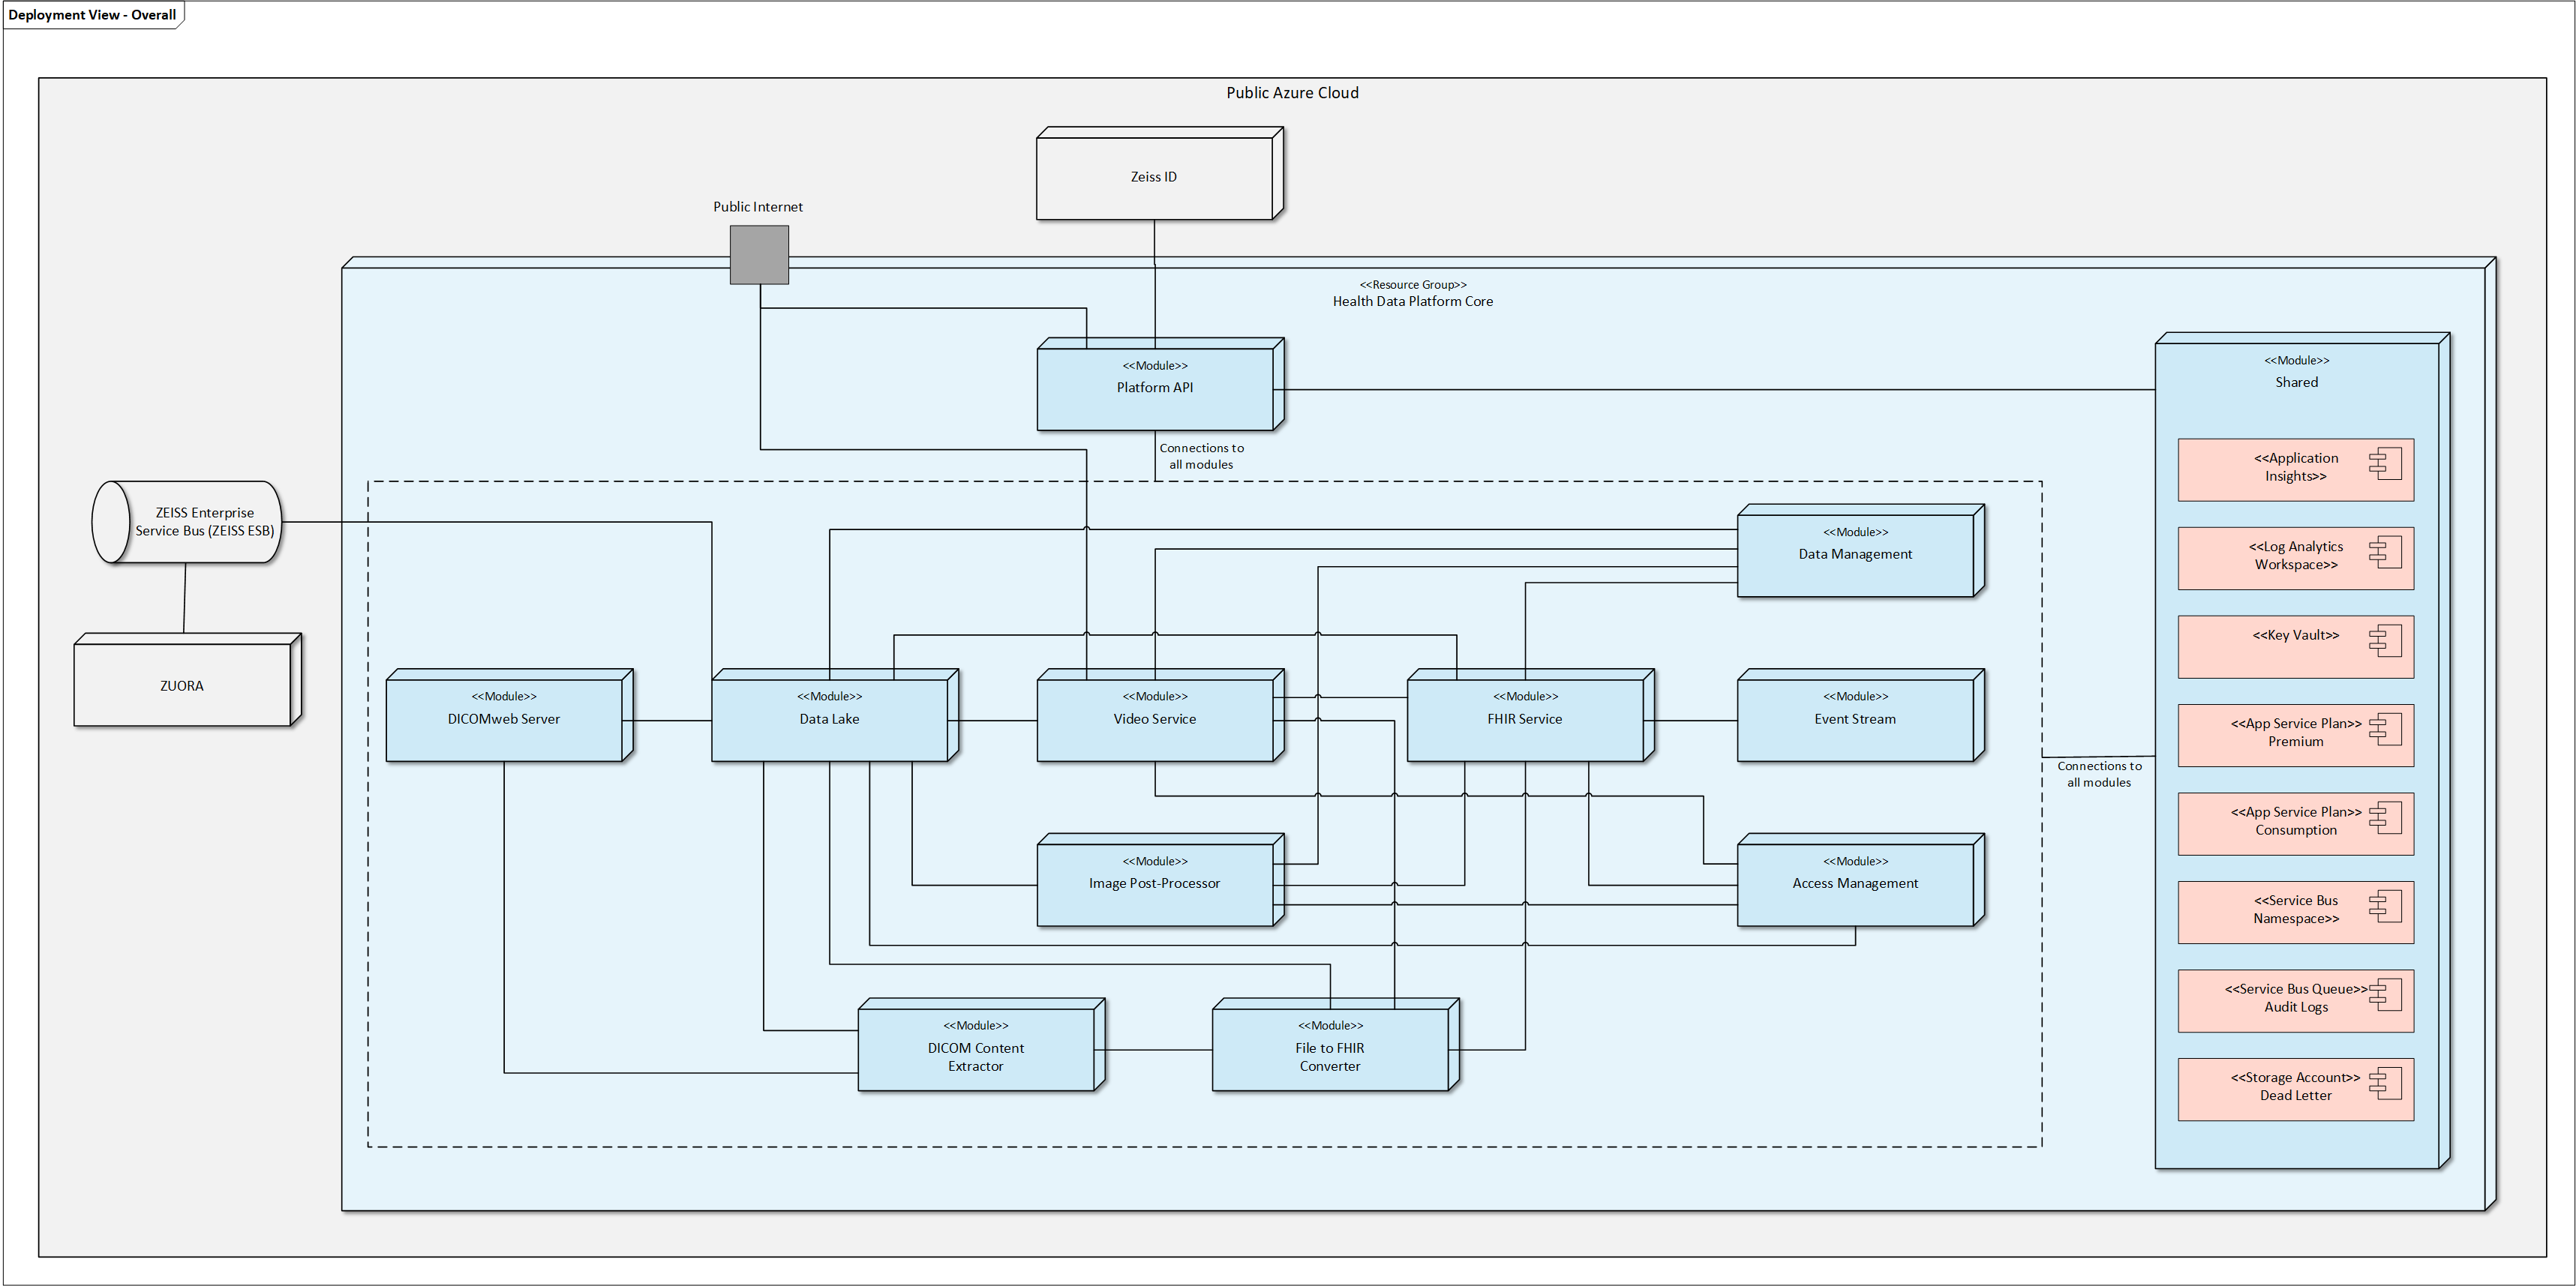 Deployment View - Overall
Public Azure Cloud
Zeiss ID
Public Internet
<<Resource Group>>
Health Data Platform Core
<<Module>>
Platform API
Connections to
all modules
<<Module>>
Shared
<<Application
Insights>>
<<Log Analytics
Workspace>>
<<Key Vault>>
<<App Service Plan>>
Premium
<<App Service Plan>>
Consumption
<<Service Bus
Namespace>>
<<Service Bus Queue>>
Audit Logs
<<Storage Account>>
Dead Letter
ZEISS Enterprise
Service Bus (ZEISS ESB)
ZUORA
<<Module>>
Data Management
<<Module>>
DICOMweb Server
<<Module>>
Data Lake
<<Module>>
Video Service
<<Module>>
FHIR Service
<<Module>>
Event Stream
Connections to
all modules
<<Module>>
Image Post-Processor
<<Module>>
Access Management
<<Module>>
DICOM Content
Extractor
<<Module>>
File to FHIR
Converter